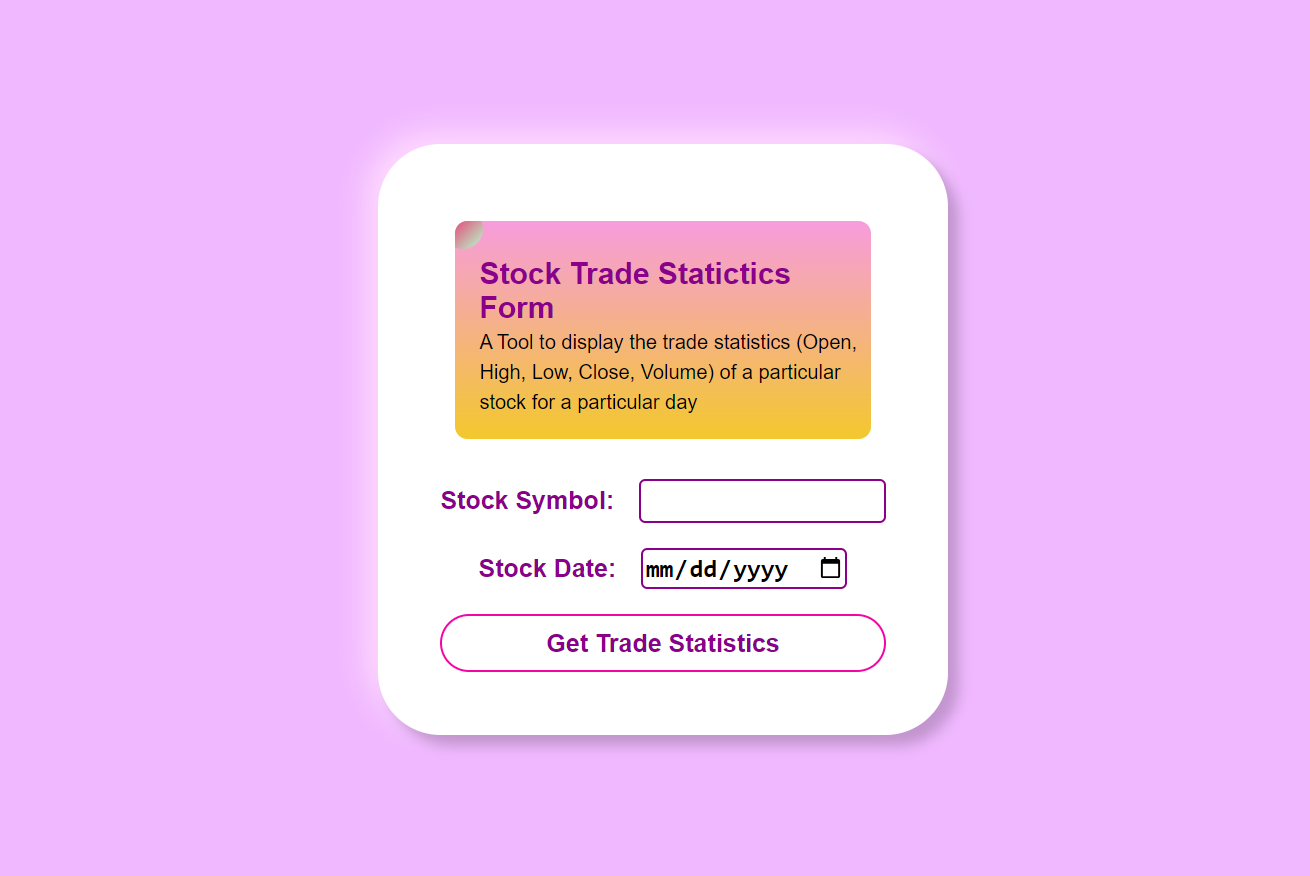 Stock Trade Statictics
Form
A Tool to display the trade statistics (Open,
High, Low, Close, Volume) of a particular
stock for a particular day
Stock Symbol:
Stock Date: mm/dd/yyyy
Get Trade Statistics